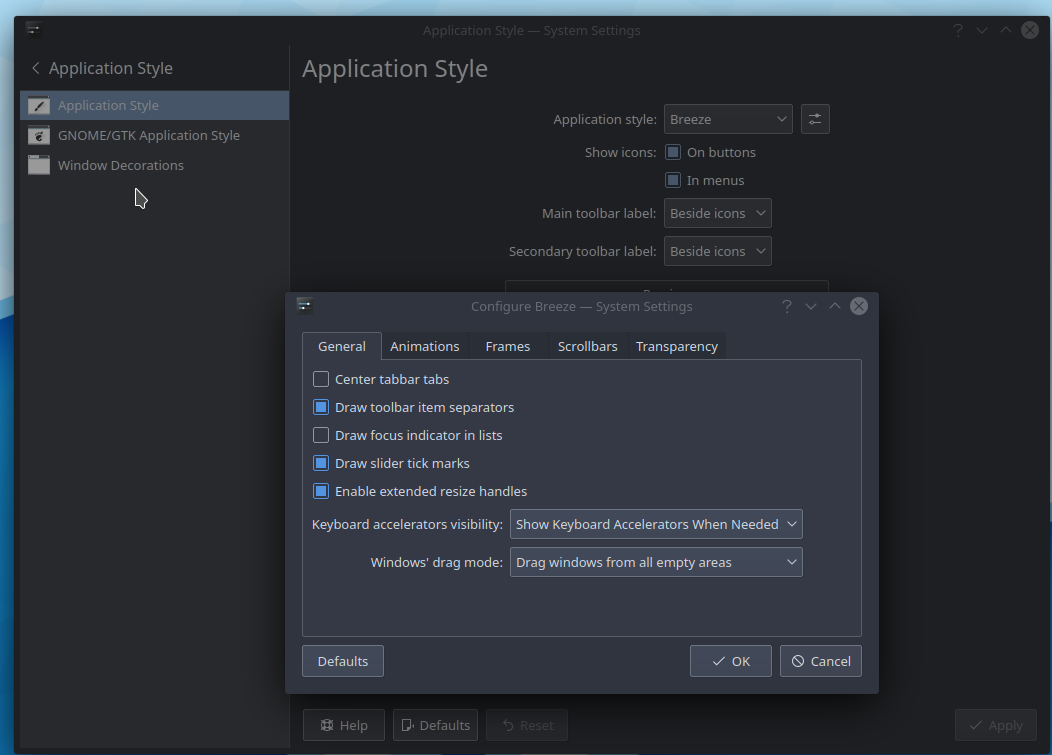 Application Style — System Settings
Application Style
Application Style
GNOME/GTK Application Style
Window Decorations
Application Style
Application style: Breeze
Show icons: On buttons
In menus
Main toolbar label: Beside icons
Secondary toolbar label: Beside icons
Configure Breeze — System Settings
General Animations Frames Scrollbars Transparency
Center tabbar tabs
Draw toolbar item separators
Draw focus indicator in lists
Draw slider tick marks
Enable extended resize handles
Keyboard accelerators visibility: Show Keyboard Accelerators When Needed
Windows' drag mode: Drag windows from all empty areas
Defaults OK Cancel
Help Defaults Reset Apply